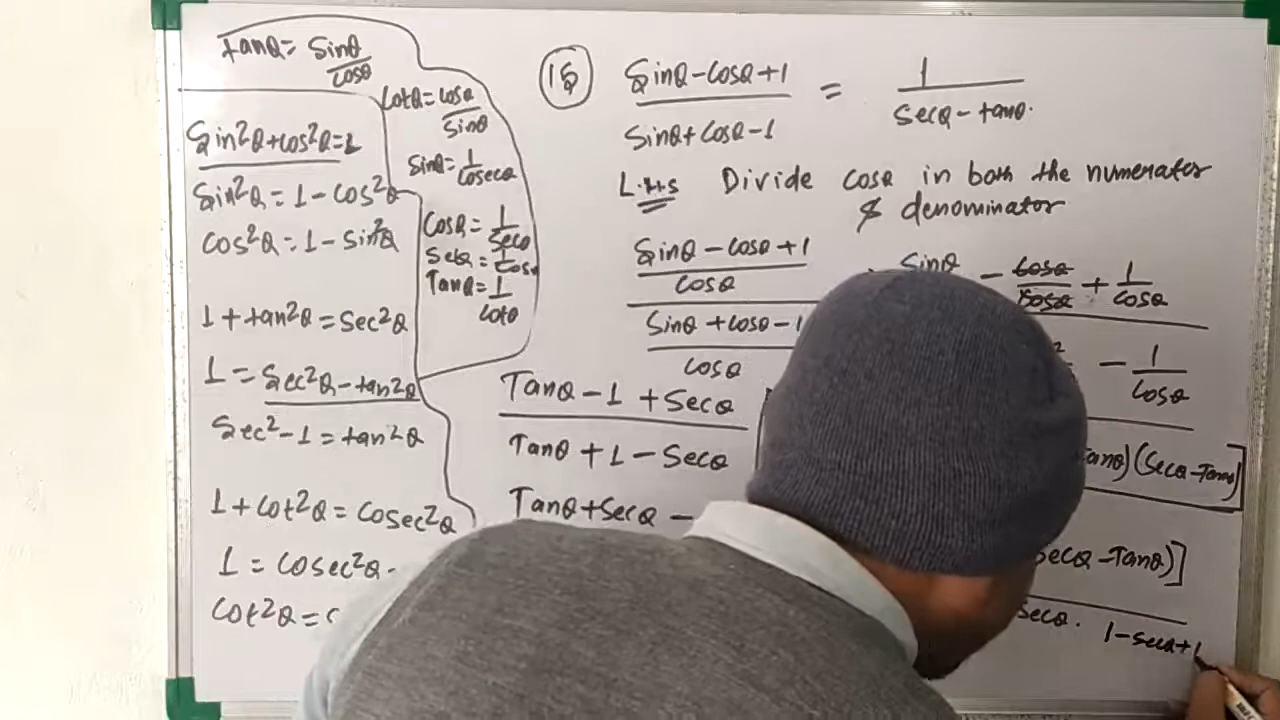 tanθ = sinθ/cosθ
cotθ = cosθ/sinθ
sinθ = 1/cosecθ
cosθ = 1/secθ
secθ = 1/cosθ
Tanθ = 1/cotθ
sin²θ + cos²θ = 1
sin²θ = 1 - cos²θ
cos²θ = 1 - sin²θ
1 + tan²θ = sec²θ
1 = sec²θ - tan²θ
sec² - 1 = tan²θ
1 + cot²θ = cosec²θ
1 = cosec²θ -
cot²θ =
sinθ - cosθ + 1 / sinθ + cosθ - 1 = 1 / secθ - tanθ.
L.H.S Divide cosθ in both the numerator
& denominator
sinθ - cosθ + 1 / cosθ
sinθ + cosθ - 1 / cosθ
sinθ - cosθ/cosθ + 1/cosθ
- 1/cosθ
Tanθ - 1 + secθ
Tanθ + 1 - secθ
Tanθ + secθ -
Tanθ)(secθ - Tanθ)]
secθ - Tanθ)]
secθ. 1 - secθ + 1